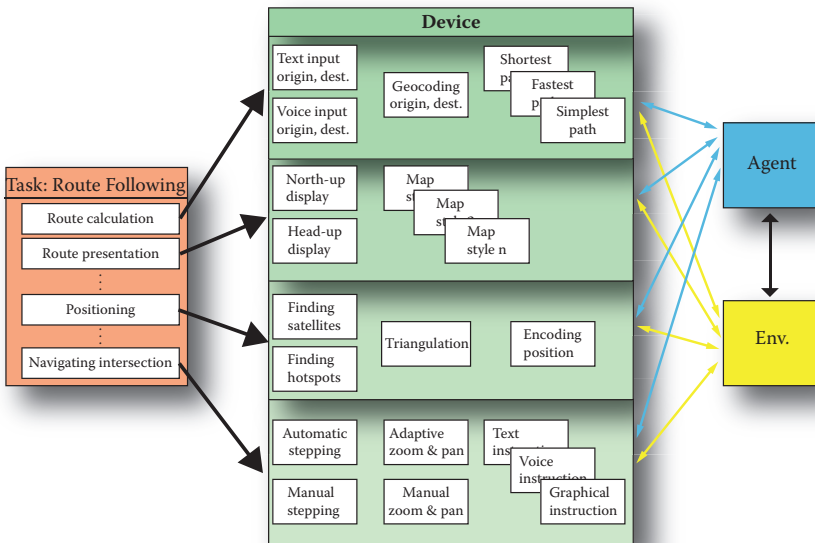 Device
Text input
origin, dest.
Voice input
origin, dest.
Geocoding
origin, dest.
Shortest
Fastest
Simplest
path
Task: Route Following
Route calculation
Route presentation
Positioning
Navigating intersection
North-up
display
Head-up
display
Map
Map
Map
style n
Finding
satellites
Finding
hotspots
Triangulation
Encoding
position
Automatic
stepping
Manual
stepping
Adaptive
zoom & pan
Manual
zoom & pan
Text
Voice
Graphical
instruction
Agent
Env.